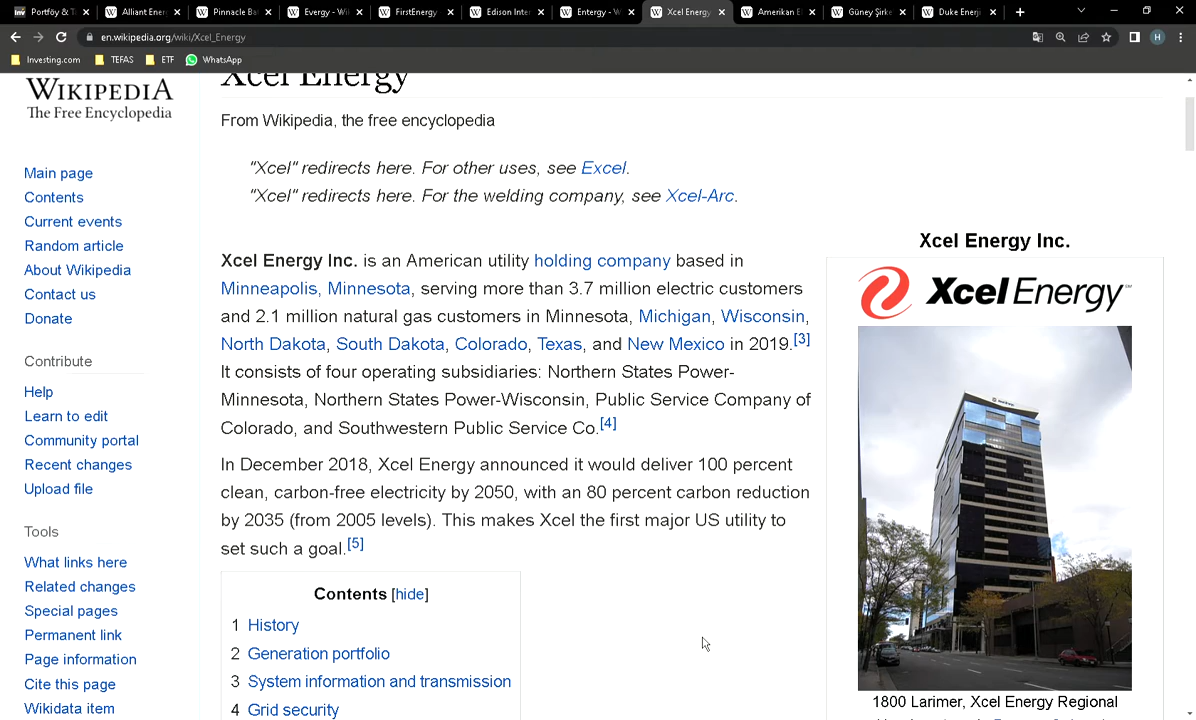 Portföy & T
Alliant Ener
Pinnacle
Evergy - Wi
FirstEnergy
Edison Inter
Entergy - W
Xcel Energy
Amerikan E
Güney Şirke
Duke Enerji
en.wikipedia.org/wiki/Xcel_Energy
H
Investing.com
TEFAS
ETF
WhatsApp
WIKIPEDIA
The Free Encyclopedia
Main page
Contents
Current events
Random article
About Wikipedia
Contact us
Donate
Contribute
Help
Learn to edit
Community portal
Recent changes
Upload file
Tools
What links here
Related changes
Special pages
Permanent link
Page information
Cite this page
Wikidata item
Xcel Energy
From Wikipedia, the free encyclopedia
"Xcel" redirects here. For other uses, see Excel.
"Xcel" redirects here. For the welding company, see Xcel-Arc.
Xcel Energy Inc. is an American utility holding company based in
Minneapolis, Minnesota, serving more than 3.7 million electric customers
and 2.1 million natural gas customers in Minnesota, Michigan, Wisconsin,
North Dakota, South Dakota, Colorado, Texas, and New Mexico in 2019.[3]
It consists of four operating subsidiaries: Northern States Power-
Minnesota, Northern States Power-Wisconsin, Public Service Company of
Colorado, and Southwestern Public Service Co.[4]
In December 2018, Xcel Energy announced it would deliver 100 percent
clean, carbon-free electricity by 2050, with an 80 percent carbon reduction
by 2035 (from 2005 levels). This makes Xcel the first major US utility to
set such a goal.[5]
Contents [hide]
1 History
2 Generation portfolio
3 System information and transmission
4 Grid security
Xcel Energy Inc.
Xcel Energy
1800 Larimer, Xcel Energy Regional